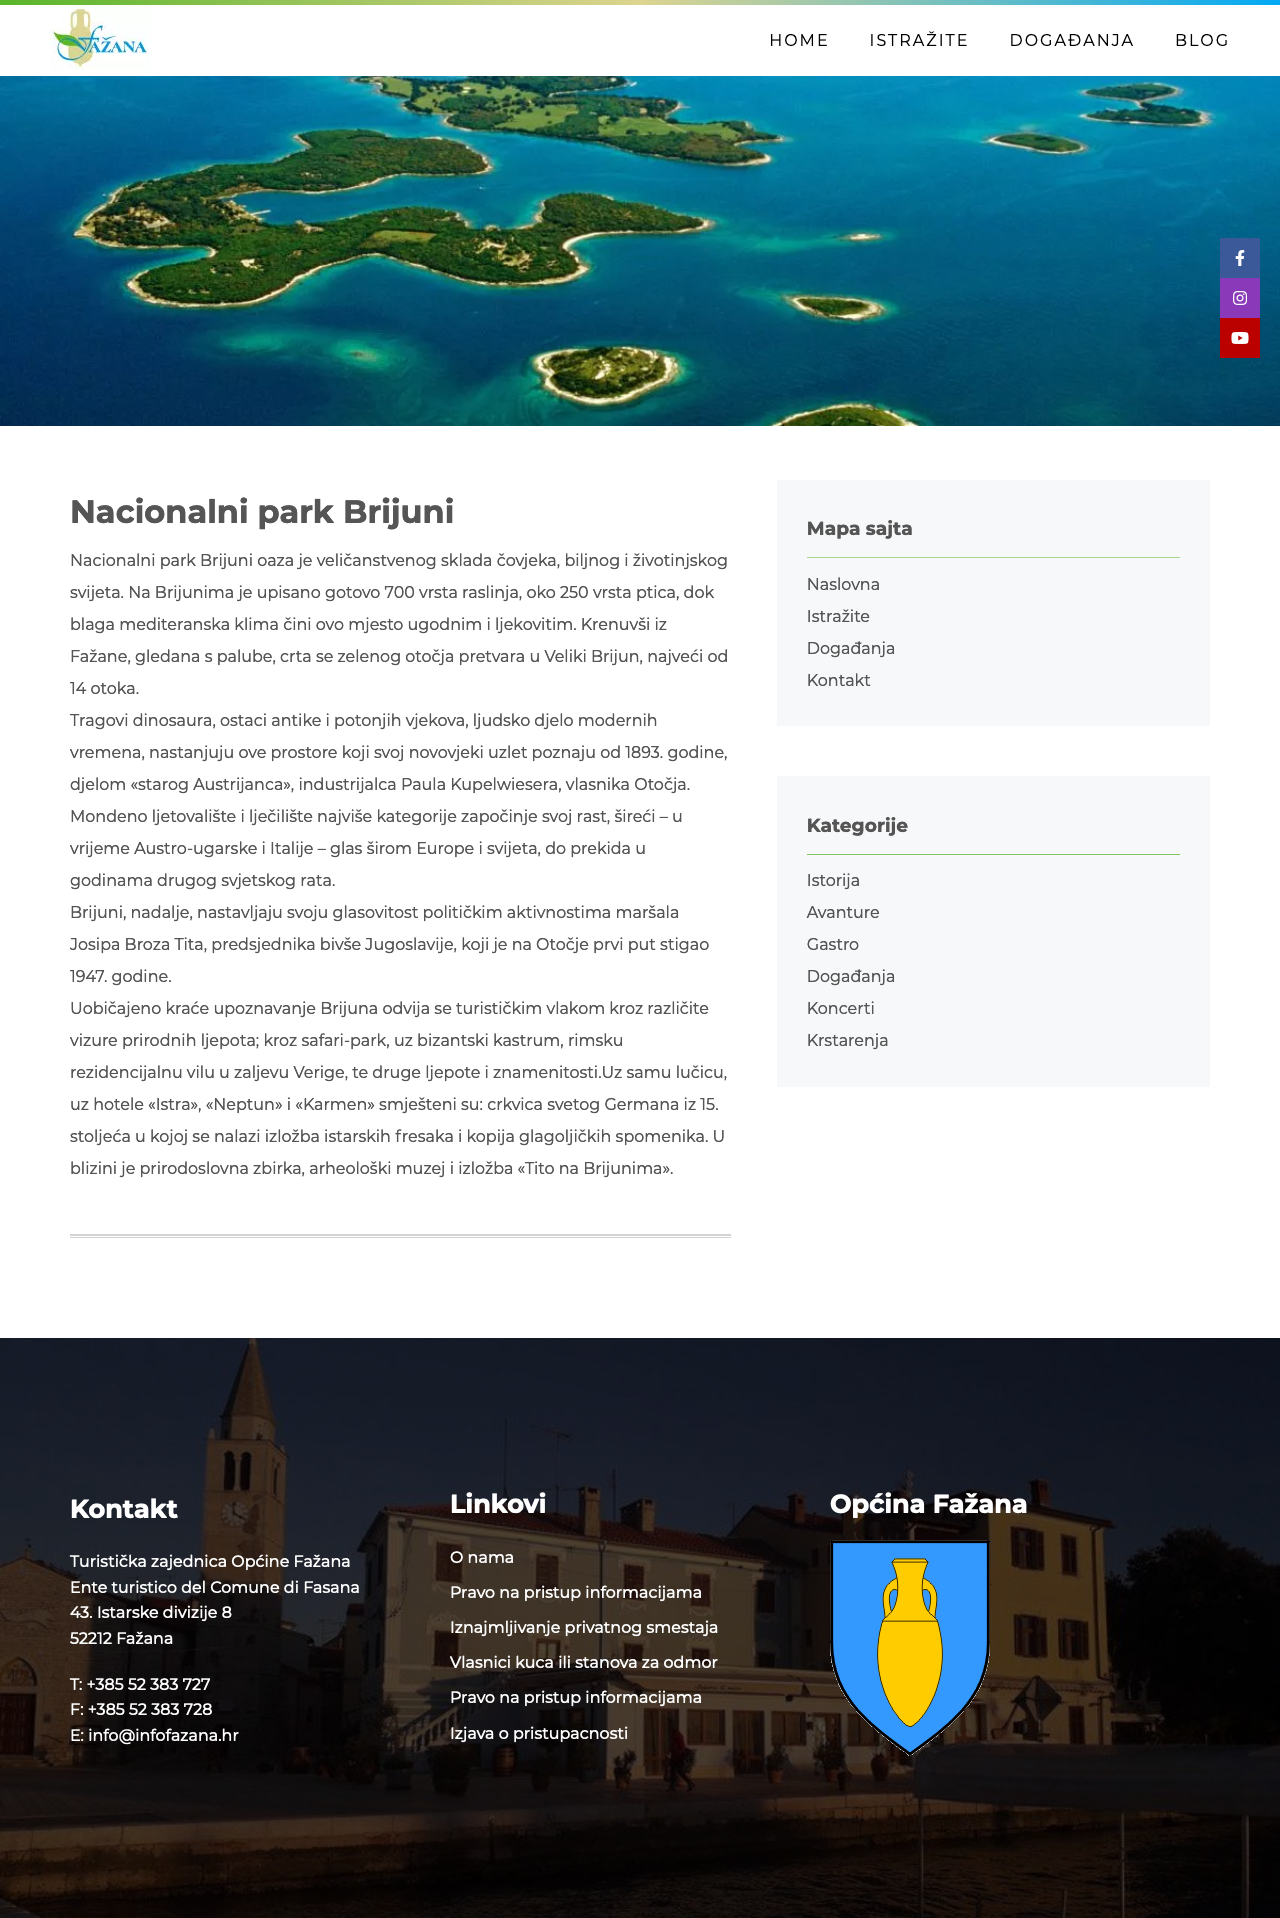 FAŽANA
HOME
ISTRAŽITE
DOGAĐANJA
BLOG
Nacionalni park Brijuni
Nacionalni park Brijuni oaza je veličanstvenog sklada čovjeka, biljnog i životinjskog
svijeta. Na Brijunima je upisano gotovo 700 vrsta raslinja, oko 250 vrsta ptica, dok
blaga mediteranska klima čini ovo mjesto ugodnim i ljekovitim. Krenuvši iz
Fažane, gledana s palube, crta se zelenog otočja pretvara u Veliki Brijun, najveći od
14 otoka.
Tragovi dinosaura, ostaci antike i potonjih vjekova, ljudsko djelo modernih
vremena, nastanjuju ove prostore koji svoj novovjeki uzlet poznaju od 1893. godine,
djelom «starog Austrijanca», industrijalca Paula Kupelwiesera, vlasnika Otočja.
Mondeno ljetovalište i lječilište najviše kategorije započinje svoj rast, šireći – u
vrijeme Austro-ugarske i Italije – glas širom Europe i svijeta, do prekida u
godinama drugog svjetskog rata.
Brijuni, nadalje, nastavljaju svoju glasovitost političkim aktivnostima maršala
Josipa Broza Tita, predsjednika bivše Jugoslavije, koji je na Otočje prvi put stigao
1947. godine.
Uobičajeno kraće upoznavanje Brijuna odvija se turističkim vlakom kroz različite
vizure prirodnih ljepota; kroz safari-park, uz bizantski kastrum, rimsku
rezidencijalnu vilu u zaljevu Verige, te druge ljepote i znamenitosti.Uz samu lučicu,
uz hotele «Istra», «Neptun» i «Karmen» smješteni su: crkvica svetog Germana iz 15.
stoljeća u kojoj se nalazi izložba istarskih fresaka i kopija glagoljičkih spomenika. U
blizini je prirodoslovna zbirka, arheološki muzej i izložba «Tito na Brijunima».
Mapa sajta
Naslovna
Istražite
Događanja
Kontakt
Kategorije
Istorija
Avanture
Gastro
Događanja
Koncerti
Krstarenja
Kontakt
Turistička zajednica Općine Fažana
Ente turistico del Comune di Fasana
43. Istarske divizije 8
52212 Fažana
T: +385 52 383 727
F: +385 52 383 728
E: info@infofazana.hr
Linkovi
O nama
Pravo na pristup informacijama
Iznajmljivanje privatnog smestaja
Vlasnici kuca ili stanova za odmor
Pravo na pristup informacijama
Izjava o pristupacnosti
Općina Fažana